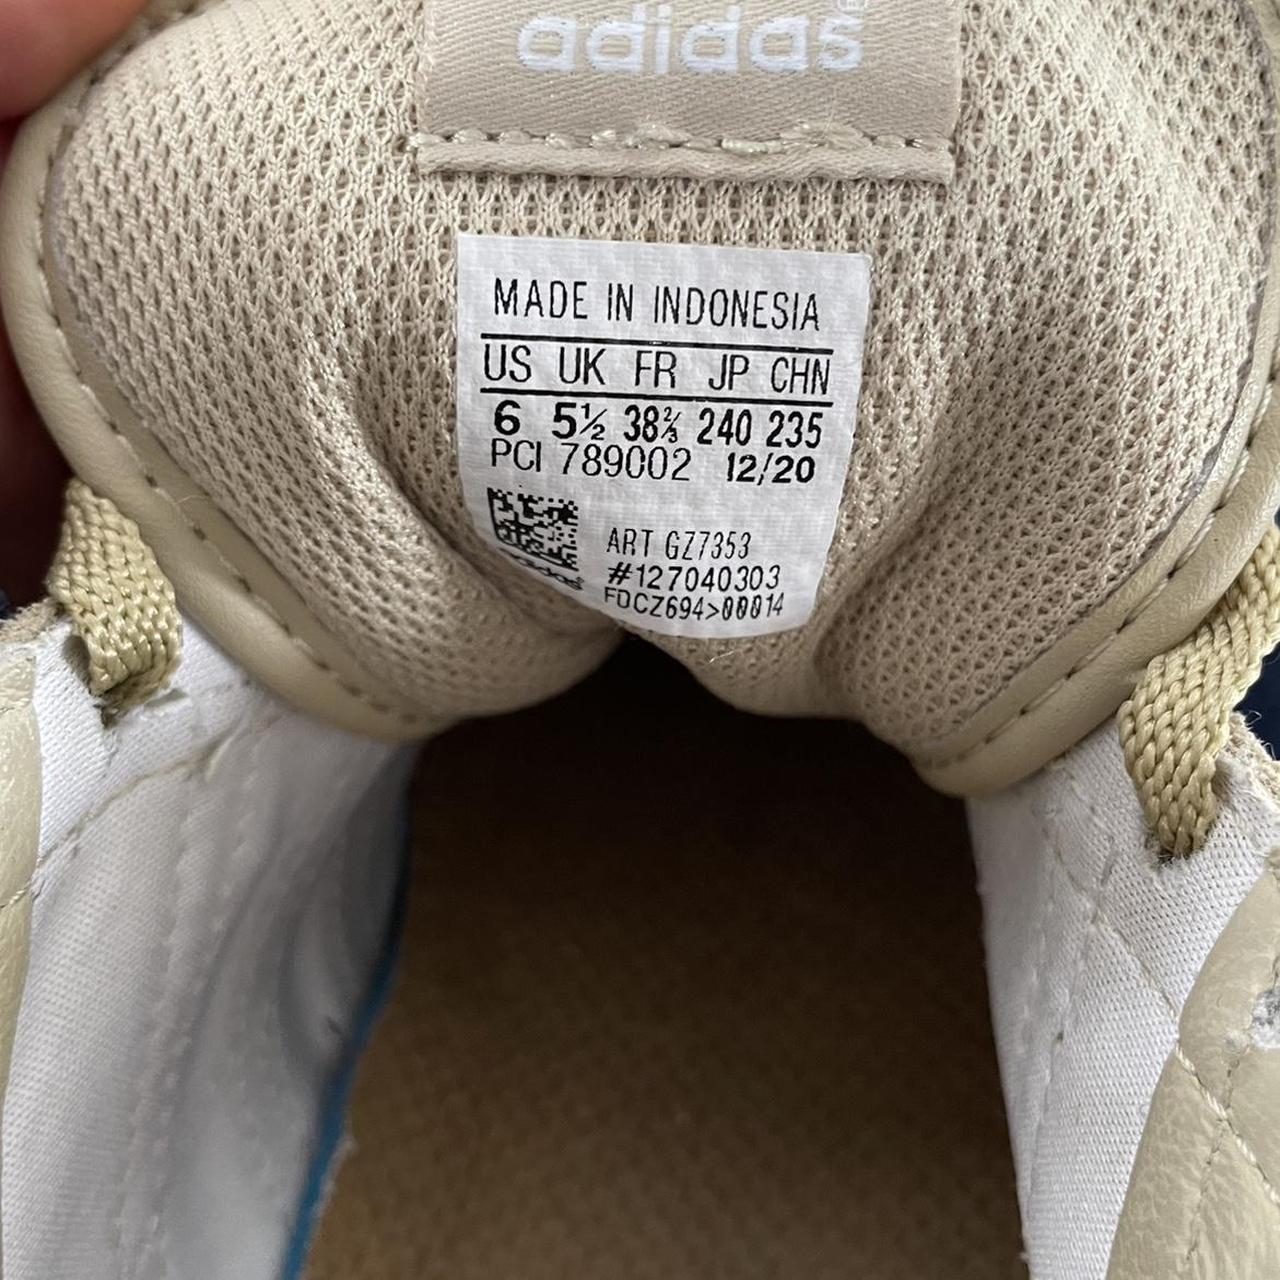 adidas
MADE IN INDONESIA
US UK FR JP CHN
6 5½ 38⅔ 240 235
PCI 789002 12/20
ART GZ7353
#127040303
adidas
FDCZ694>00014